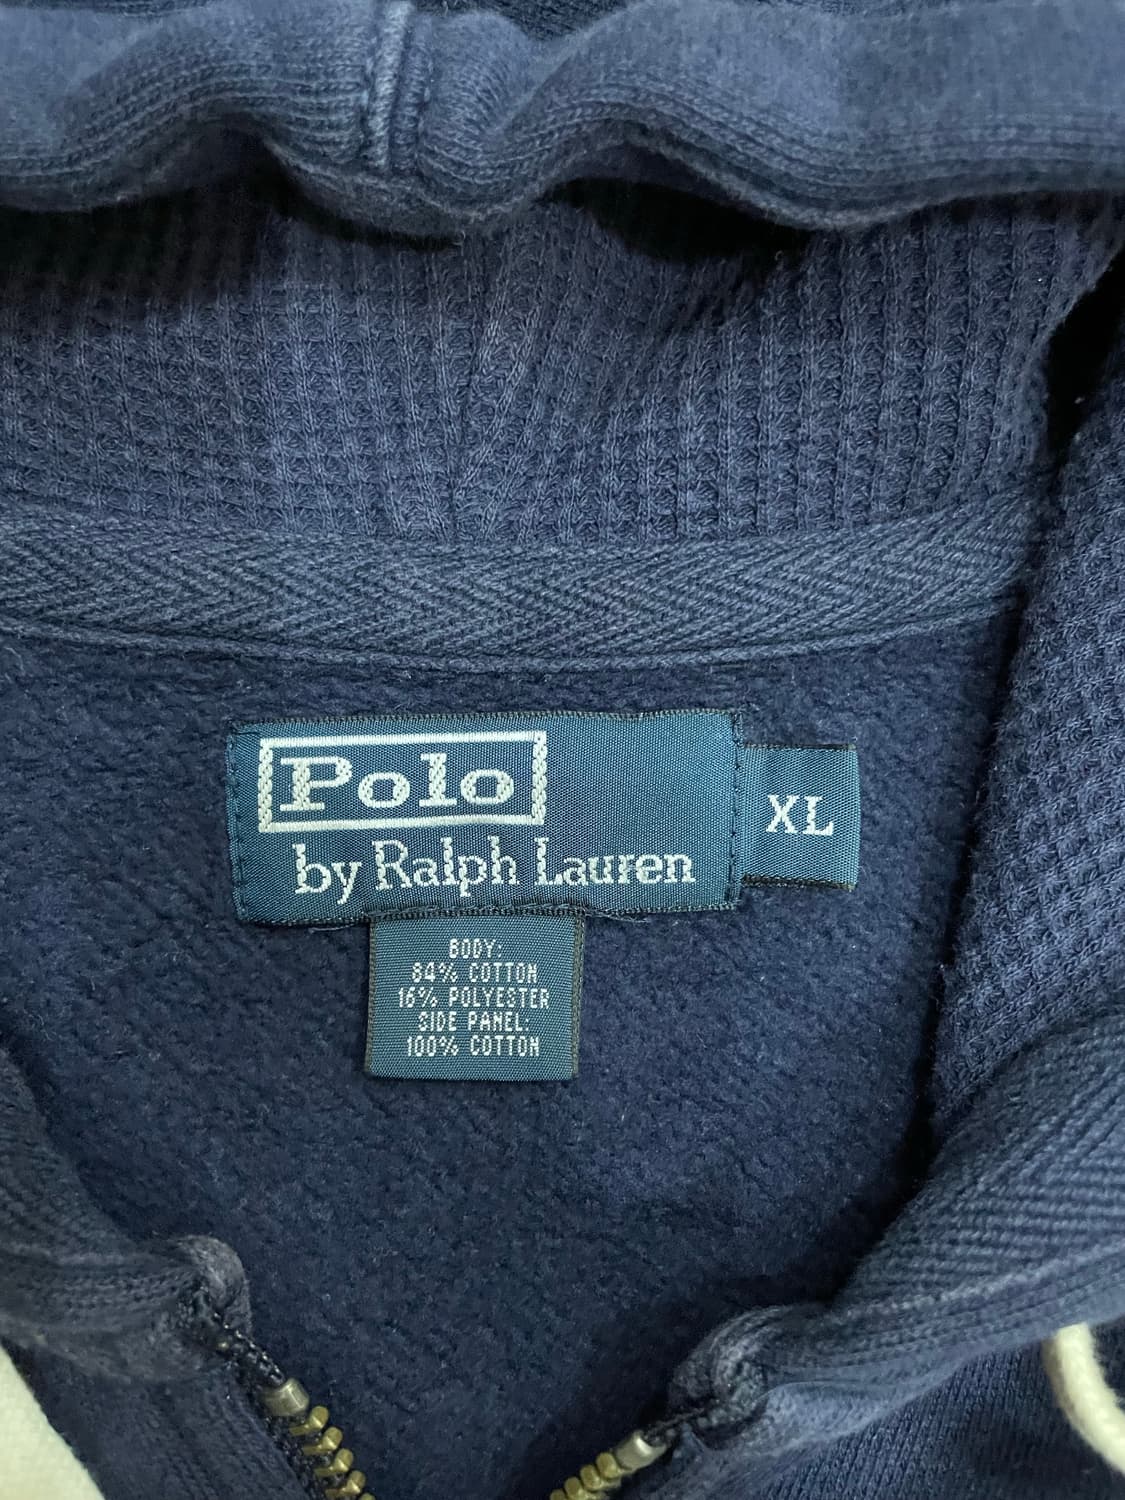 Polo
by Ralph Lauren
XL
BODY:
84% COTTON
16% POLYESTER
SIDE PANEL:
100% COTTON